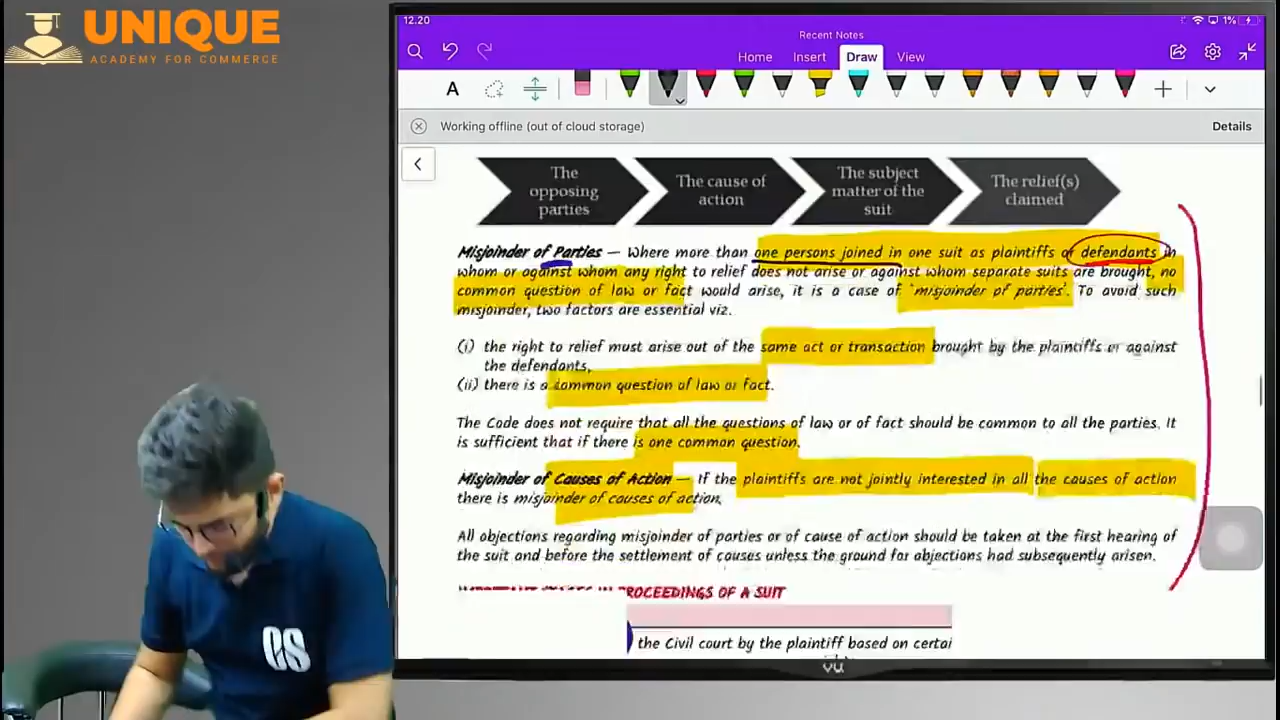 UNIQUE
ACADEMY FOR COMMERCE
12.20
1%
Recent Notes
Home Insert Draw View
A
Working offline (out of cloud storage)
Details
The opposing parties
The cause of action
The subject matter of the suit
The relief(s) claimed
Misjoinder of Parties — Where more than one persons joined in one suit as plaintiffs or defendants in
whom or against whom any right to relief does not arise or against whom separate suits are brought, no
common question of law or fact would arise, it is a case of 'misjoinder of parties'. To avoid such
misjoinder, two factors are essential viz.
(i) the right to relief must arise out of the same act or transaction brought by the plaintiffs or against
the defendants,
(ii) there is a common question of law or fact.
The Code does not require that all the questions of law or of fact should be common to all the parties. It
is sufficient that if there is one common question.
Misjoinder of Causes of Action — If the plaintiffs are not jointly interested in all the causes of action
there is misjoinder of causes of action,
All objections regarding misjoinder of parties or of cause of action should be taken at the first hearing of
the suit and before the settlement of causes unless the ground for objections had subsequently arisen.
PROCEEDINGS OF A SUIT
the Civil court by the plaintiff based on certai
CS